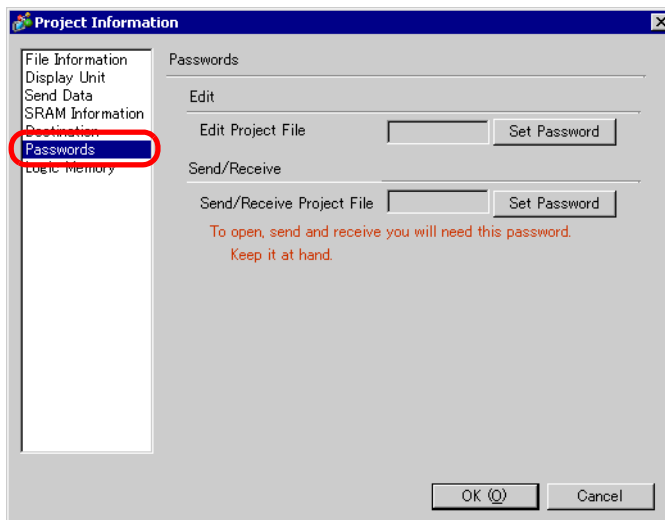 Project Information
File Information
Display Unit
Send Data
SRAM Information
Destination
Passwords
Logic Memory
Passwords
Edit
Edit Project File
Set Password
Send/Receive
Send/Receive Project File
Set Password
To open, send and receive you will need this password.
Keep it at hand.
OK (O)
Cancel